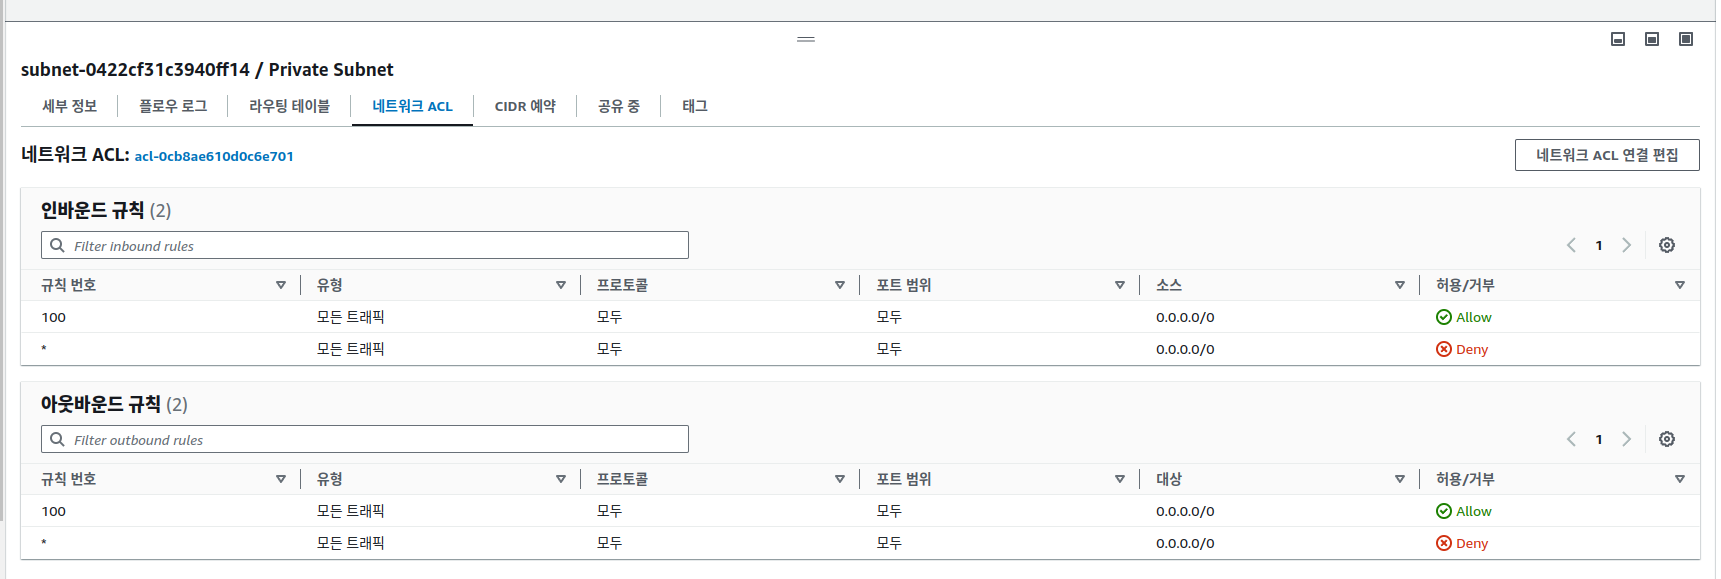 subnet-0422cf31c3940ff14 / Private Subnet
세부 정보 플로우 로그 라우팅 테이블 네트워크 ACL CIDR 예약 공유 중 태그
네트워크 ACL: acl-0cb8ae610d0c6e701 네트워크 ACL 연결 편집
인바운드 규칙 (2)
Filter inbound rules 1
규칙 번호 유형 프로토콜 포트 범위 소스 허용/거부
100 모든 트래픽 모두 모두 0.0.0.0/0 Allow
* 모든 트래픽 모두 모두 0.0.0.0/0 Deny
아웃바운드 규칙 (2)
Filter outbound rules 1
규칙 번호 유형 프로토콜 포트 범위 대상 허용/거부
100 모든 트래픽 모두 모두 0.0.0.0/0 Allow
* 모든 트래픽 모두 모두 0.0.0.0/0 Deny